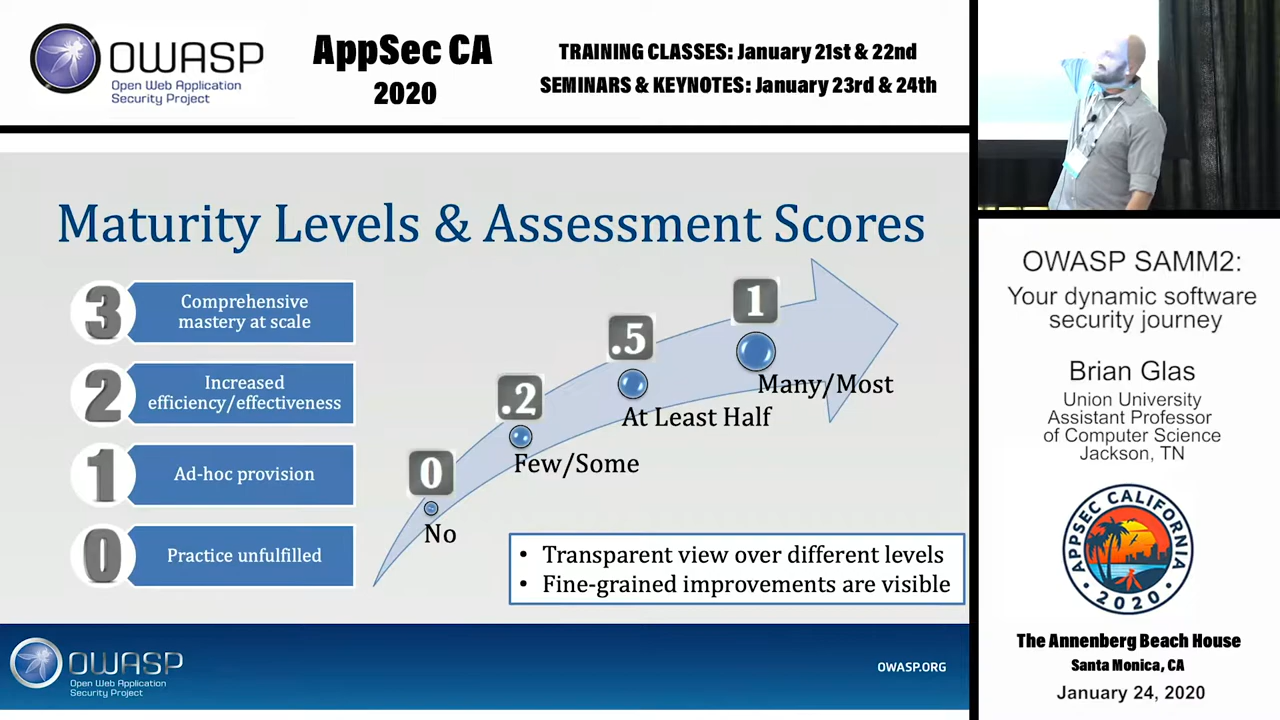 OWASP
Open Web Application
Security Project
AppSec CA
2020
TRAINING CLASSES: January 21st & 22nd
SEMINARS & KEYNOTES: January 23rd & 24th
Maturity Levels & Assessment Scores
3
Comprehensive
mastery at scale
2
Increased
efficiency/effectiveness
1
Ad-hoc provision
0
Practice unfulfilled
0
No
.2
Few/Some
.5
At Least Half
1
Many/Most
• Transparent view over different levels
• Fine-grained improvements are visible
OWASP
Open Web Application
Security Project
OWASP.ORG
OWASP SAMM2:
Your dynamic software
security journey
Brian Glas
Union University
Assistant Professor
of Computer Science
Jackson, TN
APPSEC CALIFORNIA
• 2020 •
The Annenberg Beach House
Santa Monica, CA
January 24, 2020